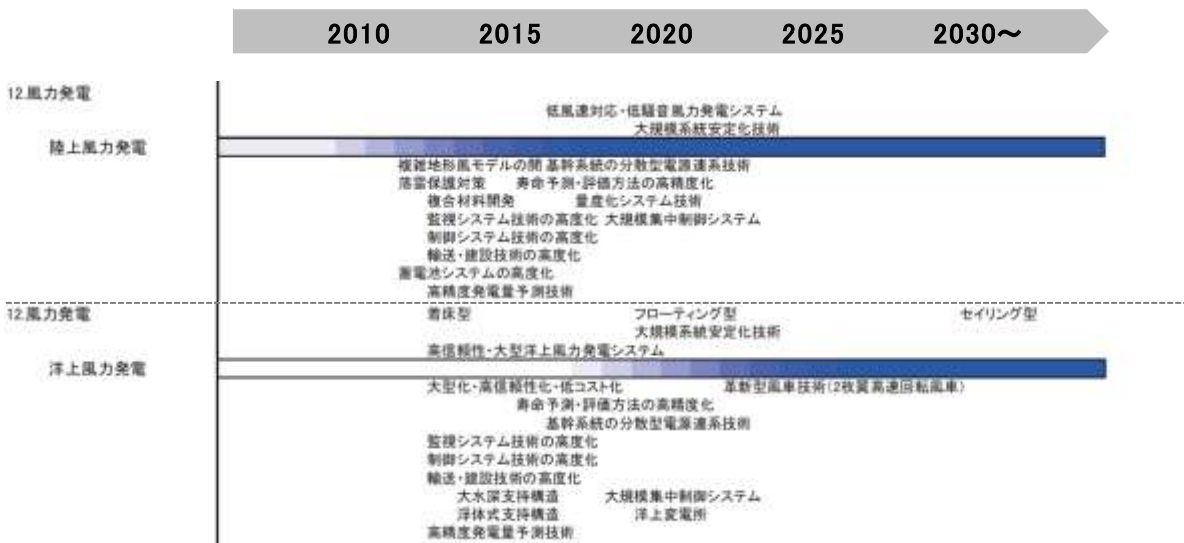 2010 2015 2020 2025 2030～
12.風力発電
低風速対応・低騒音風力発電システム
大規模系統安定化技術
陸上風力発電
複雑地形風モデルの開 基幹系統の分散型電源連系技術
落雷保護対策 寿命予測・評価方法の高精度化
複合材料開発 量産化システム技術
監視システム技術の高度化 大規模集中制御システム
制御システム技術の高度化
輸送・建設技術の高度化
蓄電池システムの高度化
高精度発電量予測技術
12.風力発電 着床型 フローティング型 セイリング型
大規模系統安定化技術
高信頼性・大型洋上風力発電システム
洋上風力発電
大型化・高信頼性化・低コスト化 革新型風車技術(2枚翼高速回転風車)
寿命予測・評価方法の高精度化
基幹系統の分散型電源連系技術
監視システム技術の高度化
制御システム技術の高度化
輸送・建設技術の高度化
大水深支持構造 大規模集中制御システム
浮体式支持構造 洋上変電所
高精度発電量予測技術